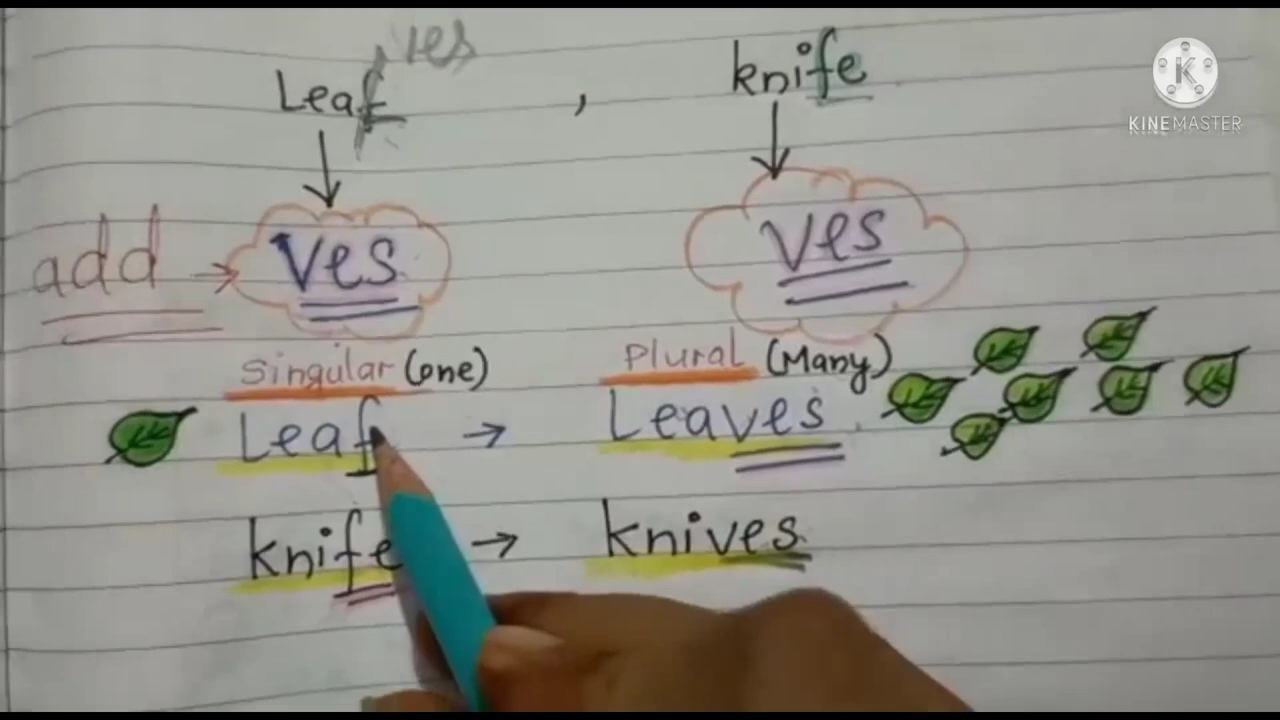 , ves
Leaf , knife
KINEMASTER
add → ves ves
Singular (one) Plural (Many)
Leaf → Leaves.
knife → knives